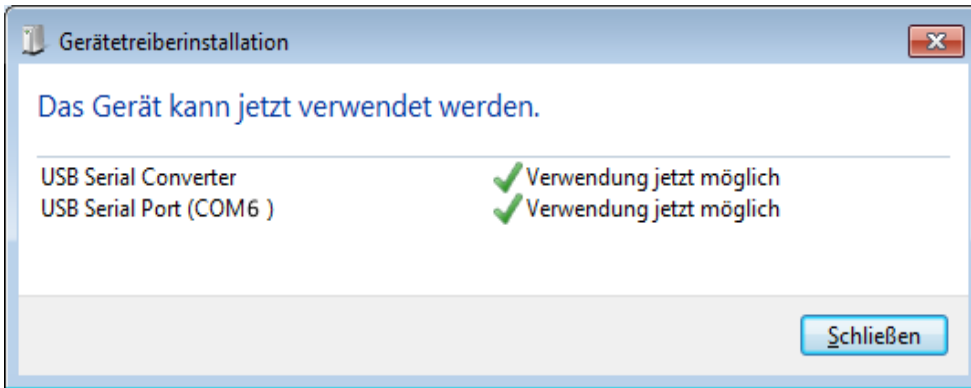 Gerätetreiberinstallation
Das Gerät kann jetzt verwendet werden.
USB Serial Converter Verwendung jetzt möglich
USB Serial Port (COM6 ) Verwendung jetzt möglich
Schließen